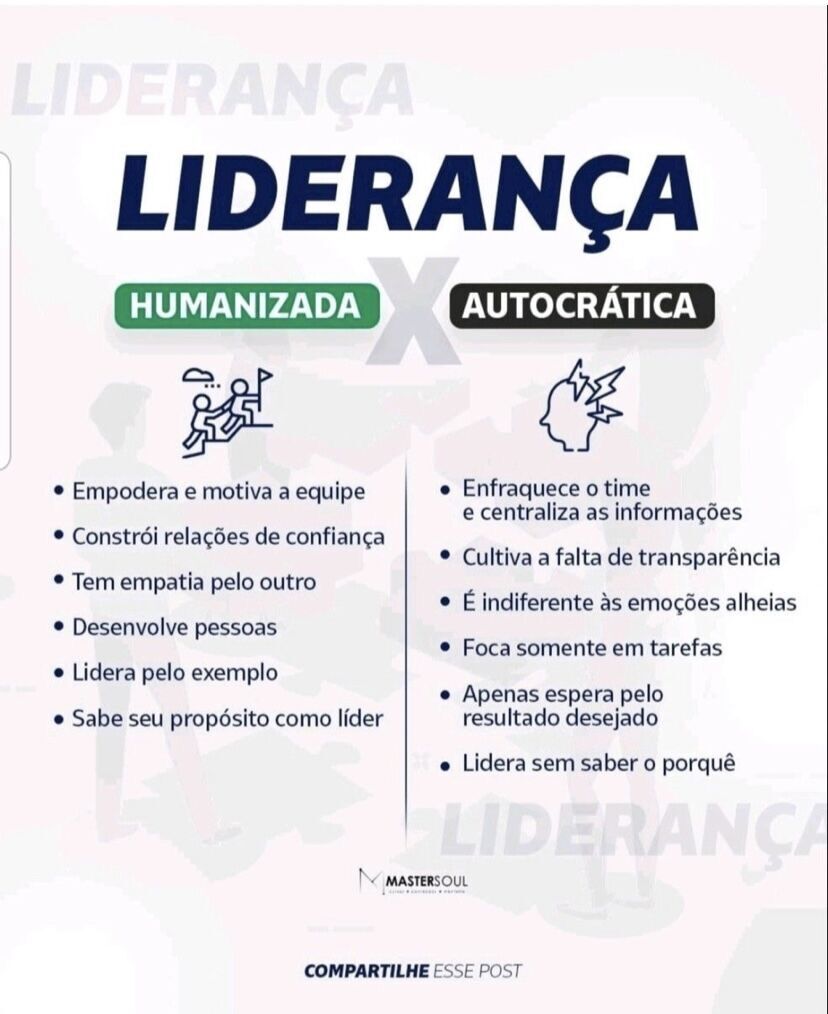 LIDERANÇA
LIDERANÇA
X
HUMANIZADA
AUTOCRÁTICA
• Empodera e motiva a equipe
• Constrói relações de confiança
• Tem empatia pelo outro
• Desenvolve pessoas
• Lidera pelo exemplo
• Sabe seu propósito como líder
• Enfraquece o time
e centraliza as informações
• Cultiva a falta de transparência
• É indiferente às emoções alheias
• Foca somente em tarefas
• Apenas espera pelo
resultado desejado
• Lidera sem saber o porquê
LIDERANÇA
MASTERSOUL
COMPARTILHE ESSE POST